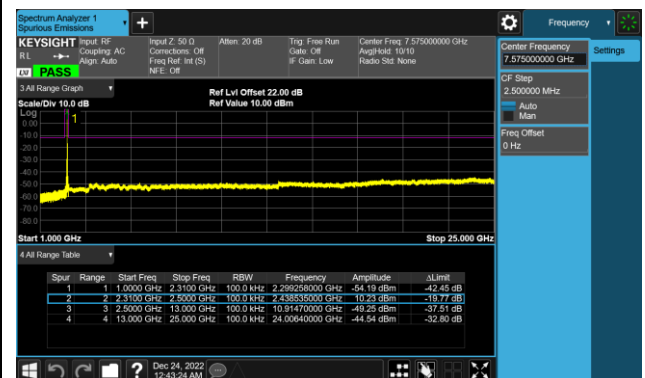 Spectrum Analyzer 1
Spurious Emissions
Frequency
KEYSIGHT Input: RF Input Z: 50 Ω Atten: 20 dB Trig: Free Run Center Freq: 7.575000000 GHz
RL Coupling: AC Corrections: Off Gate: Off Avg|Hold: 10/10
Align: Auto Freq Ref: Int (S) IF Gain: Low Radio Std: None
LXI PASS NFE: Off
Center Frequency
7.575000000 GHz
Settings
CF Step
2.500000 MHz
Auto
Man
Freq Offset
0 Hz
3 All Range Graph
Ref Lvl Offset 22.00 dB
Scale/Div 10.0 dB Ref Value 10.00 dBm
Log
1
0.00
-10.0
-20.0
-30.0
-40.0
-50.0
-60.0
-70.0
-80.0
Start 1.000 GHz Stop 25.000 GHz
4 All Range Table
Spur Range Start Freq Stop Freq RBW Frequency Amplitude ΔLimit
1 1 1.0000 GHz 2.3100 GHz 100.0 kHz 2.299258000 GHz -54.19 dBm -42.45 dB
2 2 2.3100 GHz 2.5000 GHz 100.0 kHz 2.438535000 GHz 10.23 dBm -19.77 dB
3 3 2.5000 GHz 13.000 GHz 100.0 kHz 10.91470000 GHz -49.25 dBm -37.51 dB
4 4 13.000 GHz 25.000 GHz 100.0 kHz 24.00640000 GHz -44.54 dBm -32.80 dB
Dec 24, 2022
12:43:24 AM